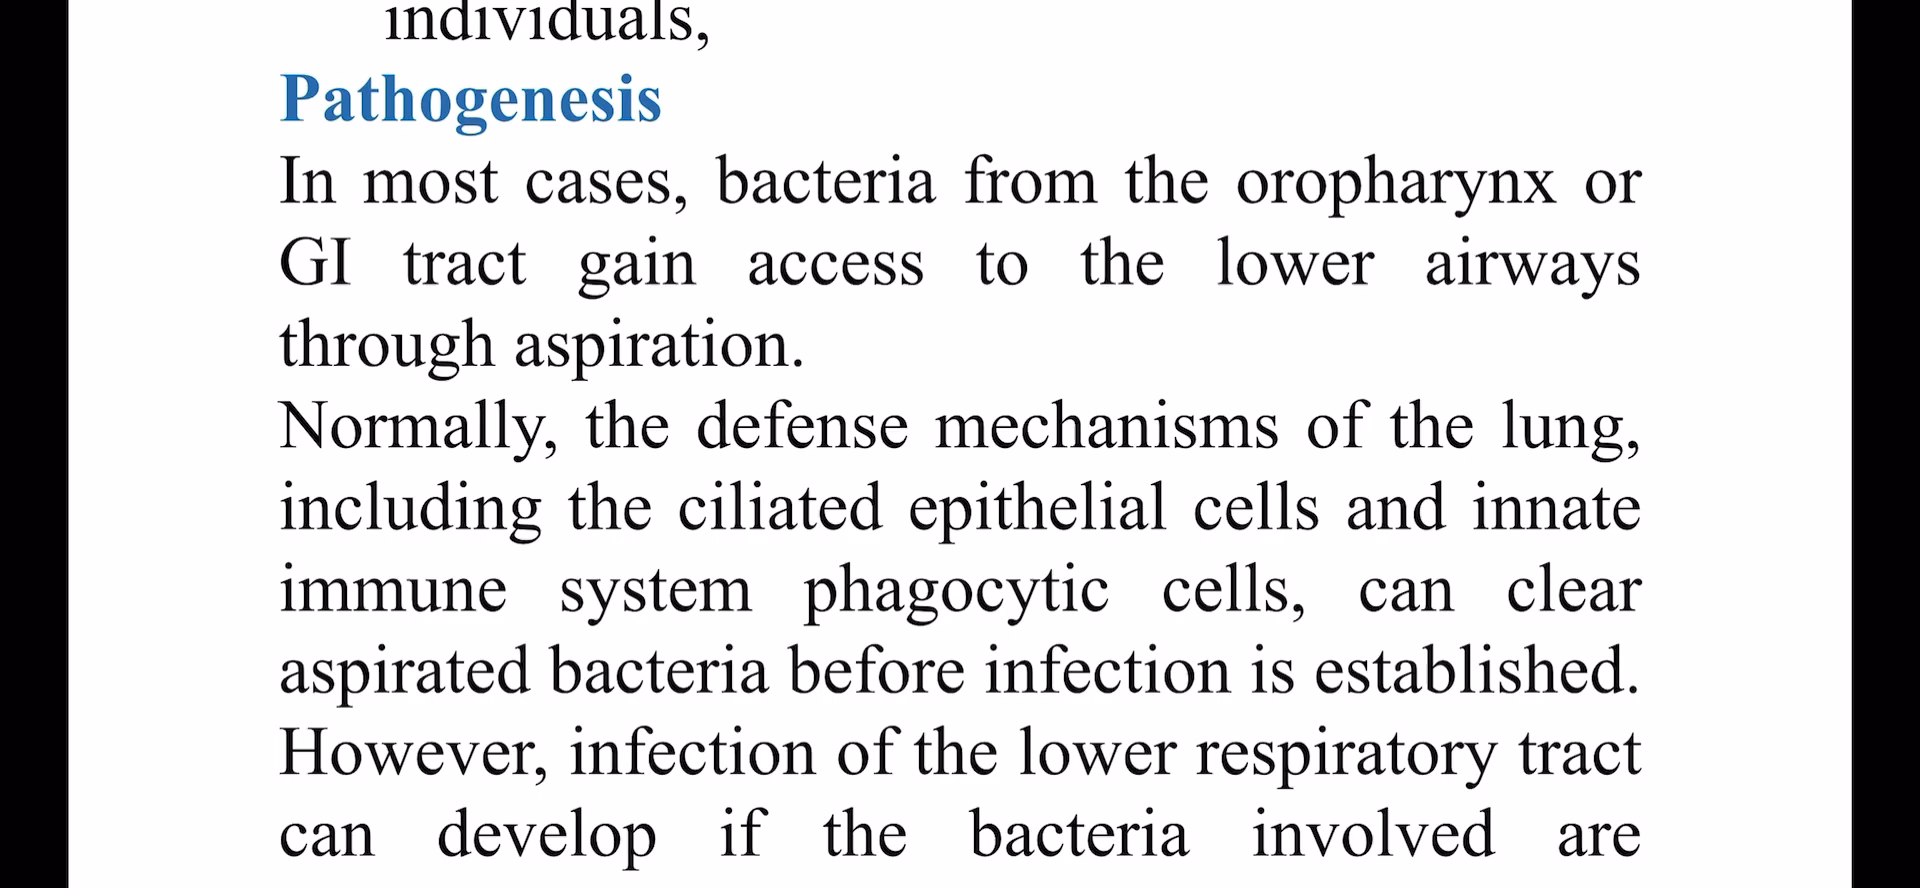 individuals,
Pathogenesis
In most cases, bacteria from the oropharynx or
GI tract gain access to the lower airways
through aspiration.
Normally, the defense mechanisms of the lung,
including the ciliated epithelial cells and innate
immune system phagocytic cells, can clear
aspirated bacteria before infection is established.
However, infection of the lower respiratory tract
can develop if the bacteria involved are